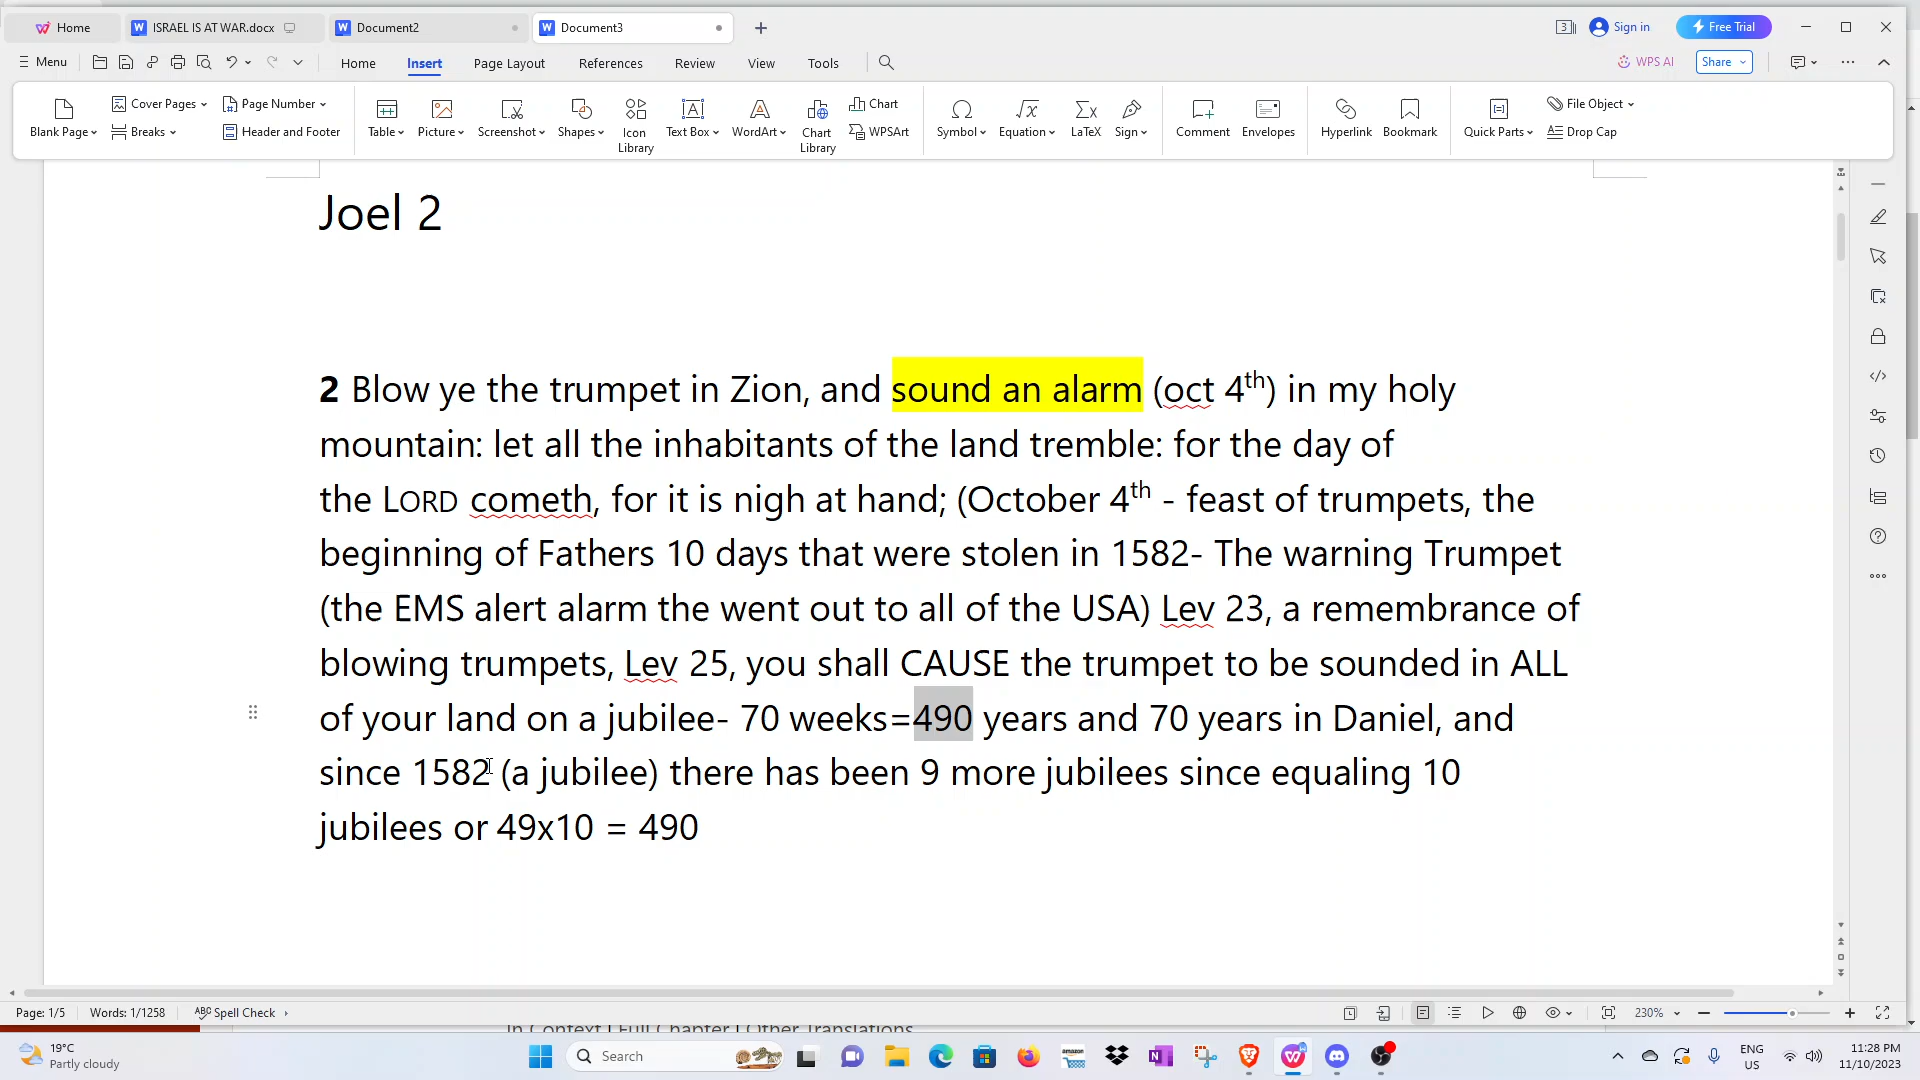 Home
ISRAEL IS AT WAR.docx
Document2
Document3
Sign in
Free Trial
Menu
Home
Insert
Page Layout
References
Review
View
Tools
WPS AI
Share
Blank Page
Cover Pages
Breaks
Page Number
Header and Footer
Table
Picture
Screenshot
Shapes
Icon
Library
Text Box
WordArt
Chart
Library
Chart
WPSArt
Symbol
Equation
LaTeX
Sign
Comment
Envelopes
Hyperlink
Bookmark
Quick Parts
File Object
Drop Cap
Joel 2
2 Blow ye the trumpet in Zion, and sound an alarm (oct 4th) in my holy
mountain: let all the inhabitants of the land tremble: for the day of
the LORD cometh, for it is nigh at hand; (October 4th - feast of trumpets, the
beginning of Fathers 10 days that were stolen in 1582- The warning Trumpet
(the EMS alert alarm the went out to all of the USA) Lev 23, a remembrance of
blowing trumpets, Lev 25, you shall CAUSE the trumpet to be sounded in ALL
of your land on a jubilee- 70 weeks=490 years and 70 years in Daniel, and
since 1582 (a jubilee) there has been 9 more jubilees since equaling 10
jubilees or 49x10 = 490
Page: 1/5
Words: 1/1258
Spell Check
230%
In Context | Full Chapter | Other Translations
19°C
Partly cloudy
Search
amazon
ENG
US
11:28 PM
11/10/2023